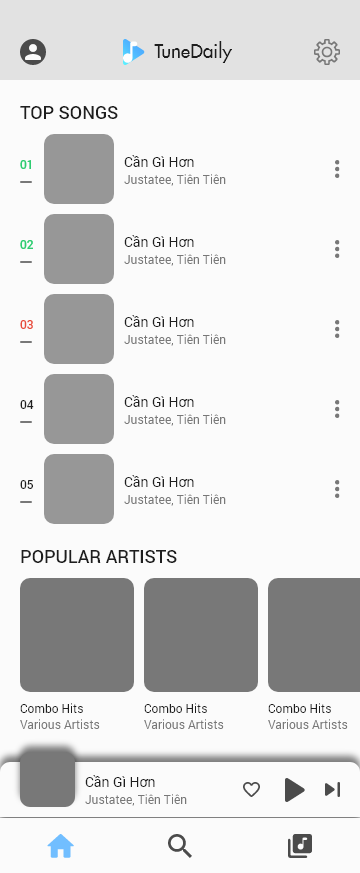 TuneDaily
TOP SONGS
01
Cần Gì Hơn
Justatee, Tiên Tiên
02
Cần Gì Hơn
Justatee, Tiên Tiên
03
Cần Gì Hơn
Justatee, Tiên Tiên
04
Cần Gì Hơn
Justatee, Tiên Tiên
05
Cần Gì Hơn
Justatee, Tiên Tiên
POPULAR ARTISTS
Combo Hits
Various Artists
Combo Hits
Various Artists
Combo Hits
Various Artists
Cần Gì Hơn
Justatee, Tiên Tiên